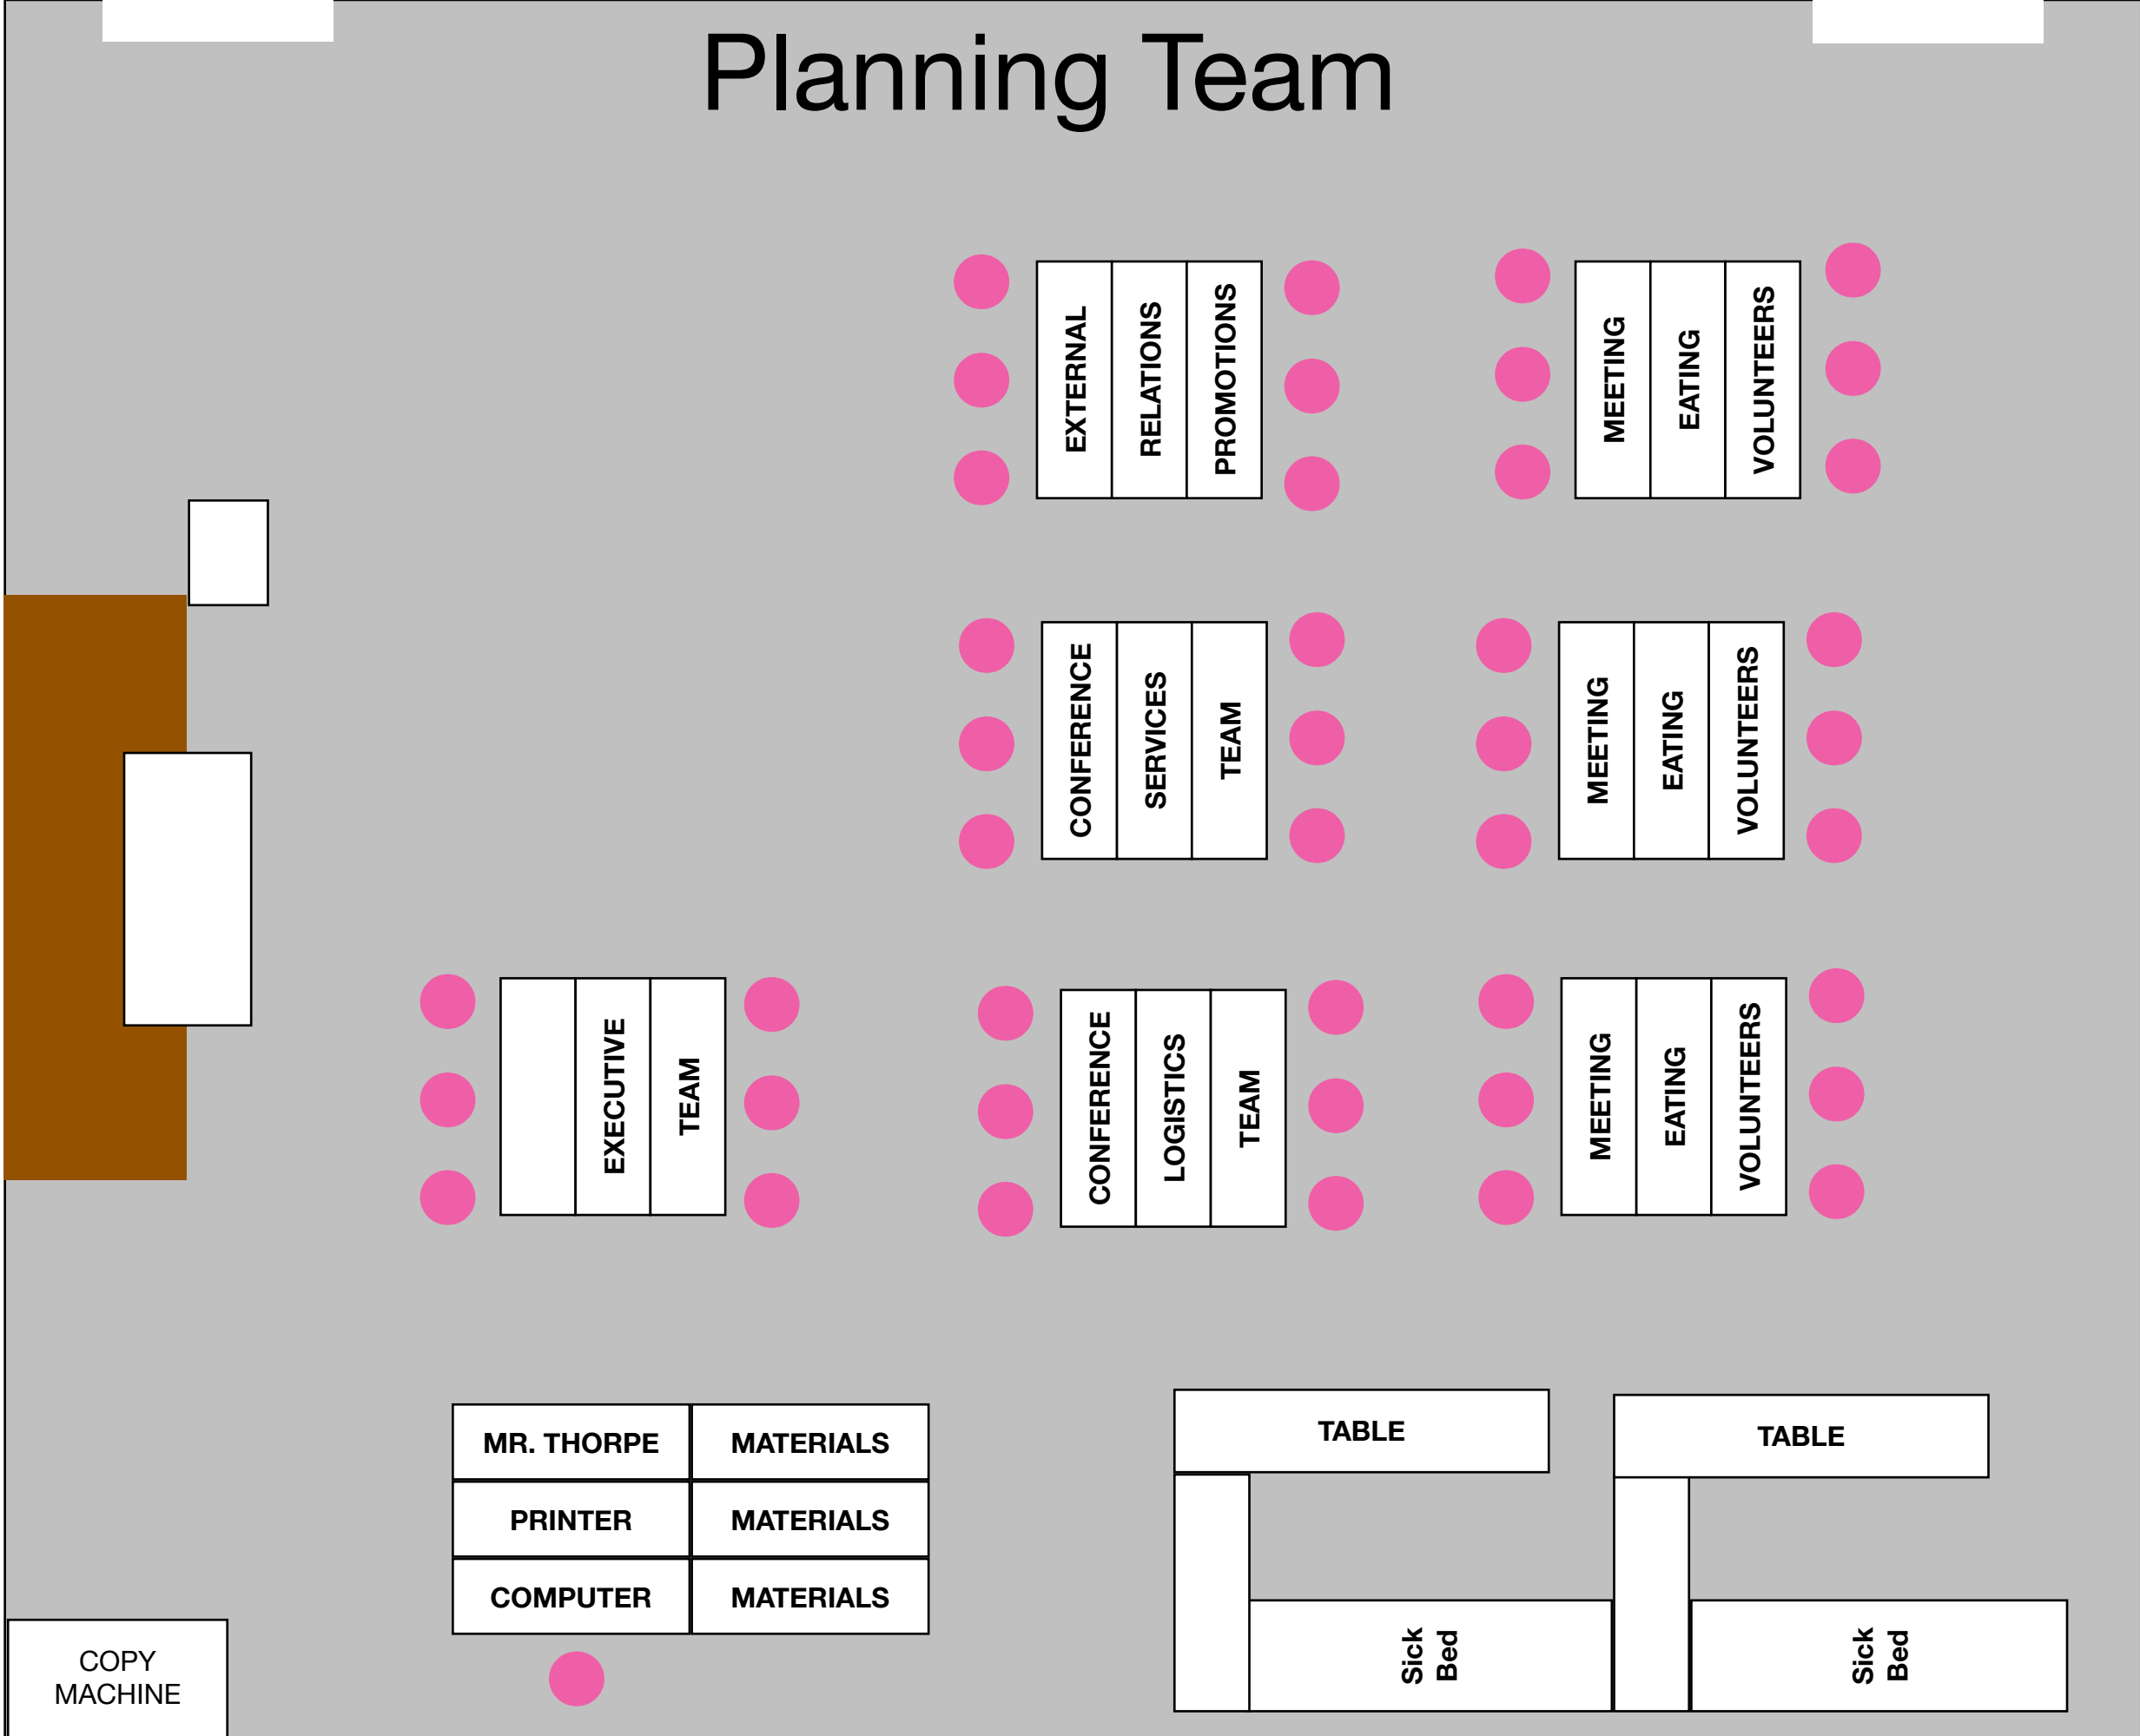 Planning Team
EXTERNAL
RELATIONS
PROMOTIONS
MEETING
EATING
VOLUNTEERS
CONFERENCE
SERVICES
TEAM
MEETING
EATING
VOLUNTEERS
EXECUTIVE
TEAM
CONFERENCE
LOGISTICS
TEAM
MEETING
EATING
VOLUNTEERS
MR. THORPE
MATERIALS
PRINTER
MATERIALS
COMPUTER
MATERIALS
TABLE
TABLE
Sick
Bed
Sick
Bed
COPY
MACHINE